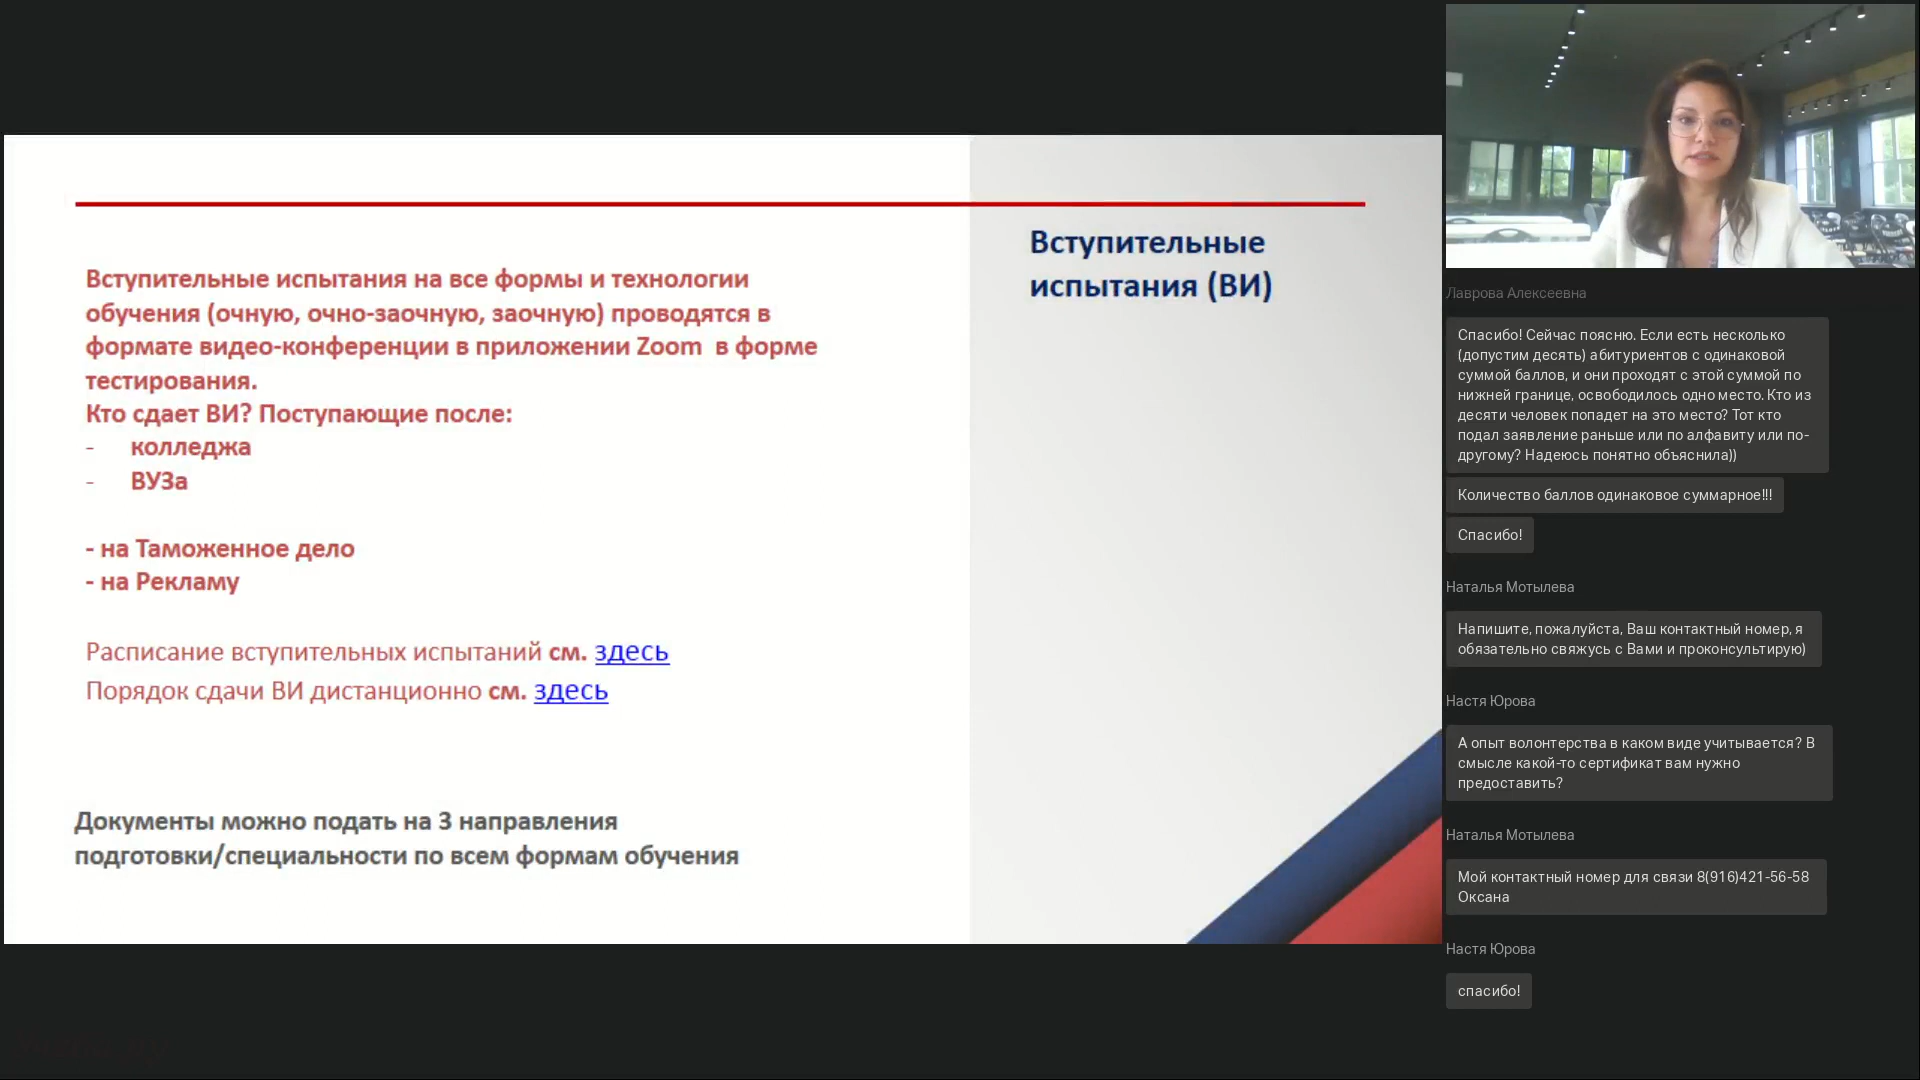 Вступительные
испытания (ВИ)
Вступительные испытания на все формы и технологии
обучения (очную, очно-заочную, заочную) проводятся в
формате видео-конференции в приложении Zoom в форме
тестирования.
Кто сдает ВИ? Поступающие после:
- колледжа
- ВУЗа
- на Таможенное дело
- на Рекламу
Расписание вступительных испытаний см. здесь
Порядок сдачи ВИ дистанционно см. здесь
Документы можно подать на 3 направления
подготовки/специальности по всем формам обучения
Лаврова Алексеевна
Спасибо! Сейчас поясню. Если есть несколько
(допустим десять) абитуриентов с одинаковой
суммой баллов, и они проходят с этой суммой по
нижней границе, освободилось одно место. Кто из
десяти человек попадет на это место? Тот кто
подал заявление раньше или по алфавиту или по-
другому? Надеюсь понятно объяснила))
Количество баллов одинаковое суммарное!!!
Спасибо!
Наталья Мотылева
Напишите, пожалуйста, Ваш контактный номер, я
обязательно свяжусь с Вами и проконсультирую)
Настя Юрова
А опыт волонтерства в каком виде учитывается? В
смысле какой-то сертификат вам нужно
предоставить?
Наталья Мотылева
Мой контактный номер для связи 8(916)421-56-58
Оксана
Настя Юрова
спасибо!